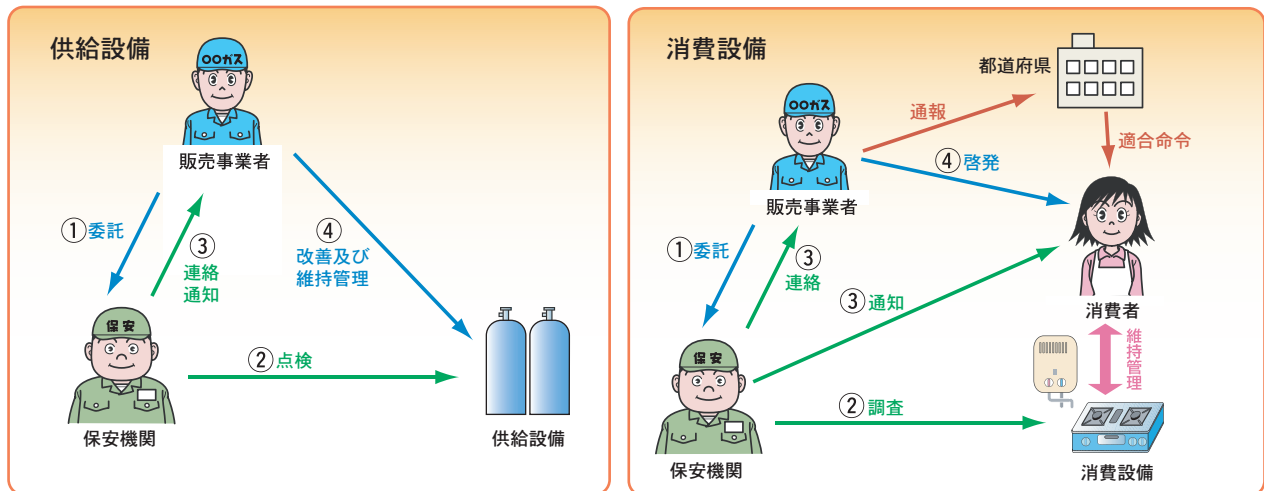 供給設備
〇〇ガス
販売事業者
①委託
③
連絡
通知
④
改善及び
維持管理
保安
②点検
保安機関
供給設備
消費設備
都道府県
〇〇ガス
通報
適合命令
④啓発
販売事業者
①委託
③
連絡
③通知
消費者
維持管理
保安
②調査
保安機関
消費設備